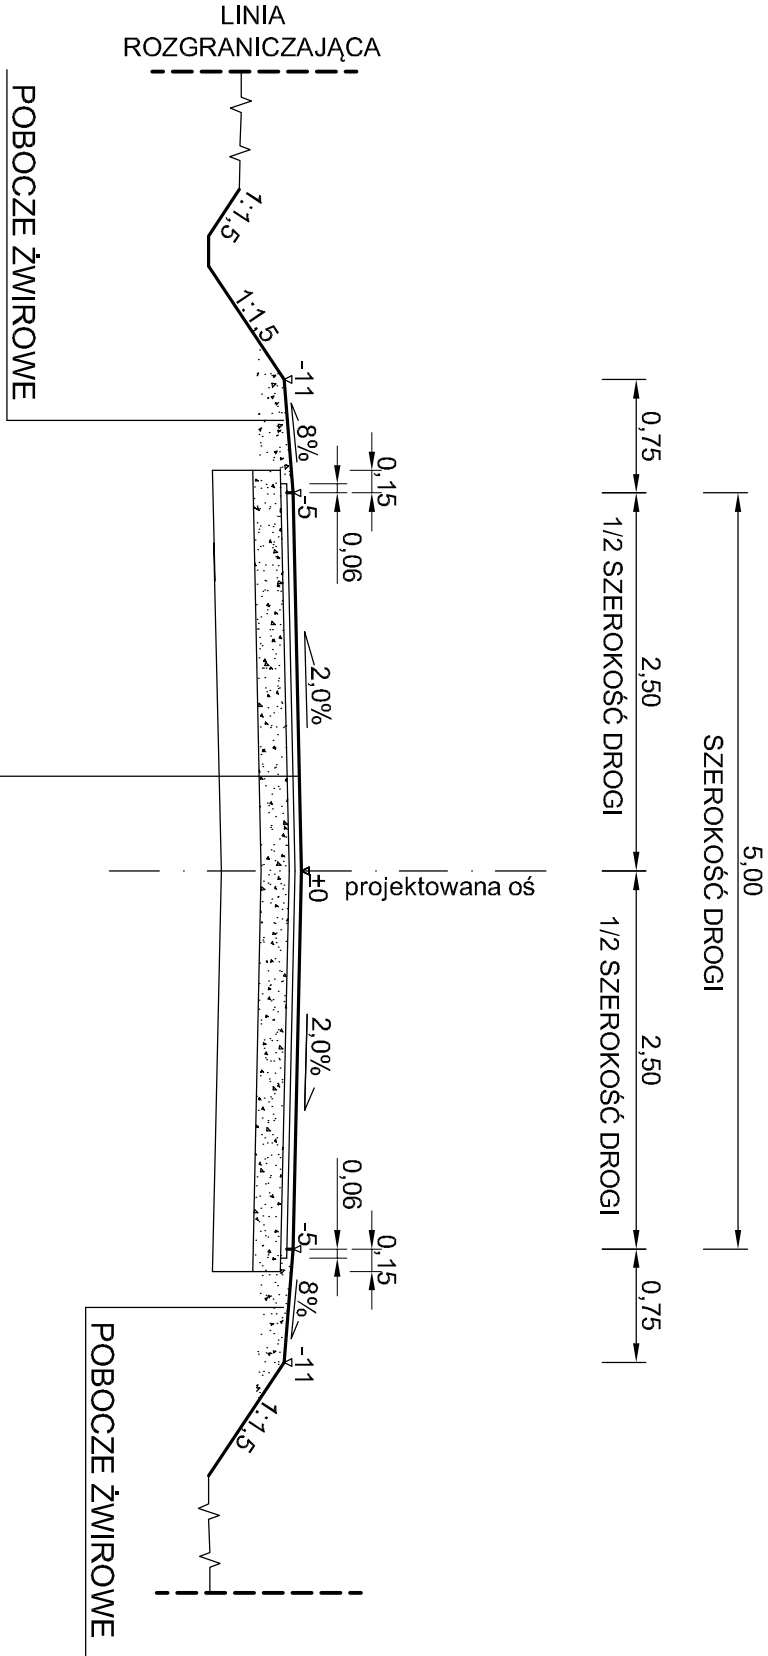 LINIA
ROZGRANICZAJĄCA
5,00
SZEROKOŚĆ DROGI
0,75
2,50
1/2 SZEROKOŚĆ DROGI
2,50
1/2 SZEROKOŚĆ DROGI
0,75
0,15
0,06
0,06
0,15
projektowana oś
1:1,5
1:1,5
-11
8%
-5
2,0%
±0
2,0%
-5
8%
-11
1:1,5
POBOCZE ŻWIROWE
POBOCZE ŻWIROWE